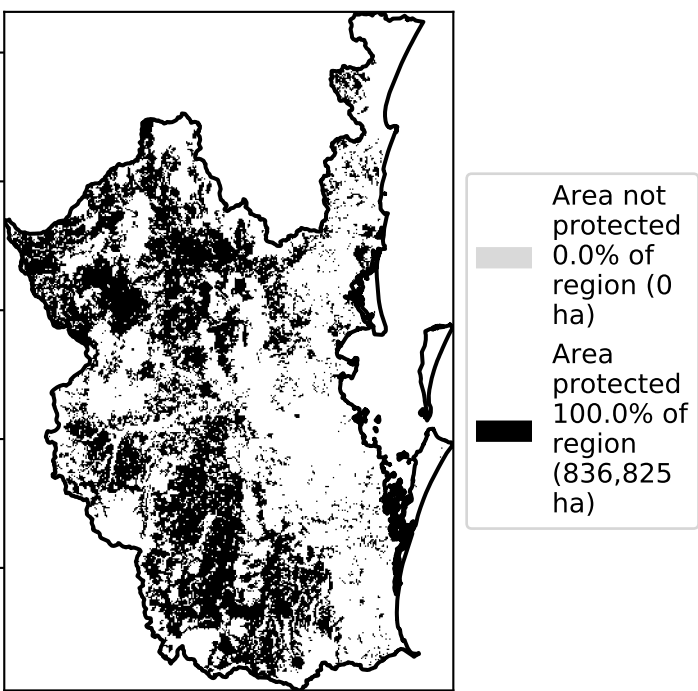 Area not
protected
0.0% of
region (0
ha)
Area
protected
100.0% of
region
(836,825
ha)